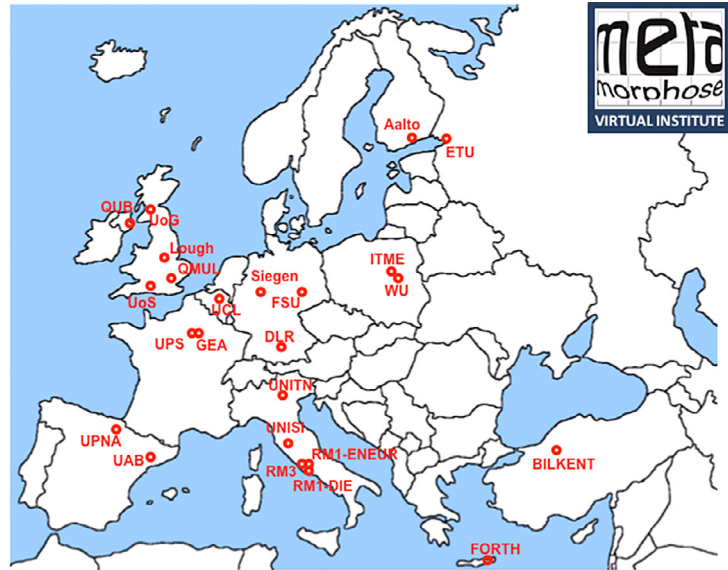 meta
morphose
VIRTUAL INSTITUTE
Aalto
ETU
QUB
UoG
Lough
QMUL
UoS
UCL
Siegen
FSU
ITME
WU
UPS
GEA
DLR
UNITN
UNISI
RM1-ENEUR
RM3
RM1-DIE
UPNA
UAB
BILKENT
FORTH